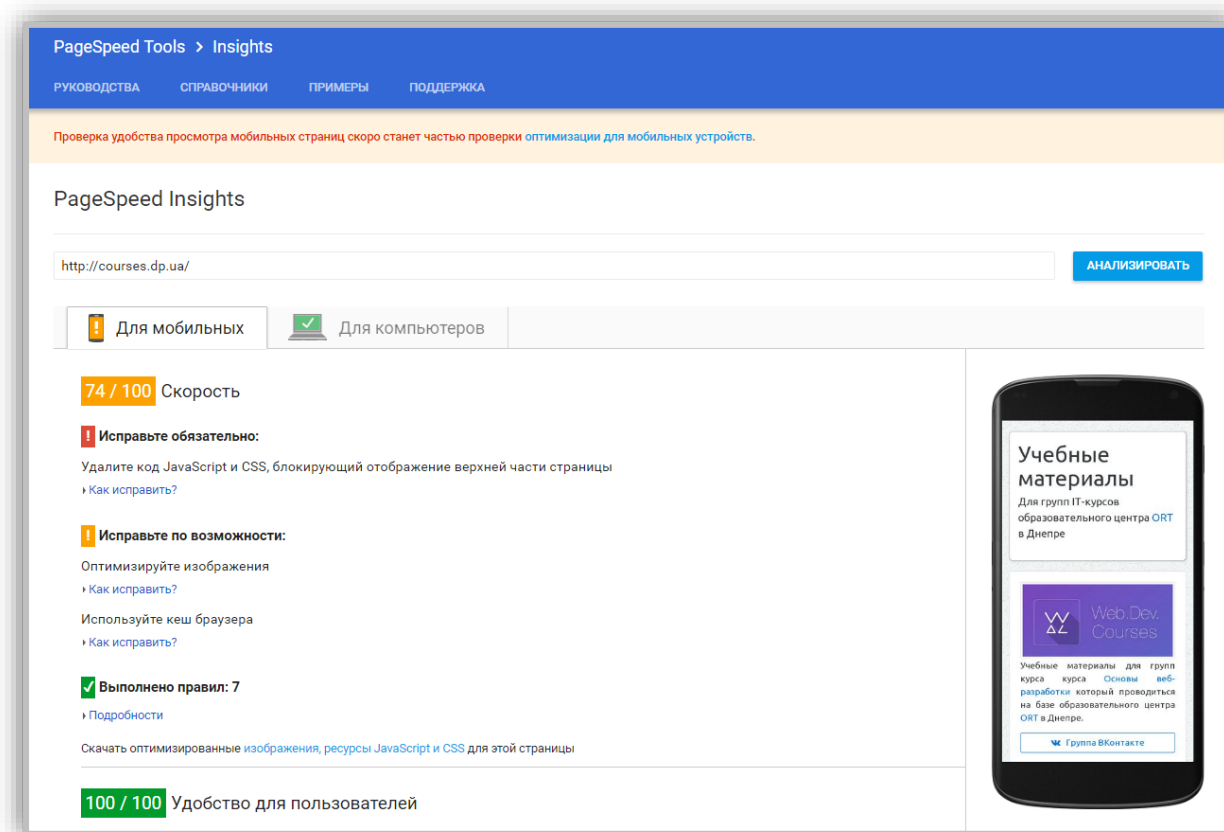 PageSpeed Tools > Insights
РУКОВОДСТВА СПРАВОЧНИКИ ПРИМЕРЫ ПОДДЕРЖКА
Проверка удобства просмотра мобильных страниц скоро станет частью проверки оптимизации для мобильных устройств.
PageSpeed Insights
http://courses.dp.ua/
АНАЛИЗИРОВАТЬ
Для мобильных
Для компьютеров
74 / 100 Скорость
! Исправьте обязательно:
Удалите код JavaScript и CSS, блокирующий отображение верхней части страницы
Как исправить?
! Исправьте по возможности:
Оптимизируйте изображения
Как исправить?
Используйте кеш браузера
Как исправить?
Выполнено правил: 7
Подробности
Скачать оптимизированные изображения, ресурсы JavaScript и CSS для этой страницы
100 / 100 Удобство для пользователей
Учебные
материалы
Для групп IT-курсов
образовательного центра ORT
в Днепре
Web.Dev.
Courses
Учебные материалы для групп
курса курса Основы веб-
разработки который проводиться
на базе образовательного центра
ORT в Днепре.
Группа ВКонтакте